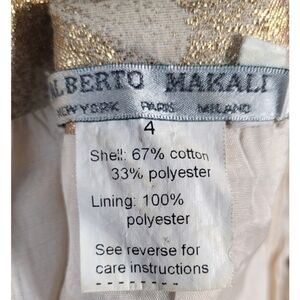 ALBERTO MAKALI
NEW YORK PARIS MILANO
4
Shell: 67% cotton
33% polyester
Lining: 100%
polyester
See reverse for
care instructions